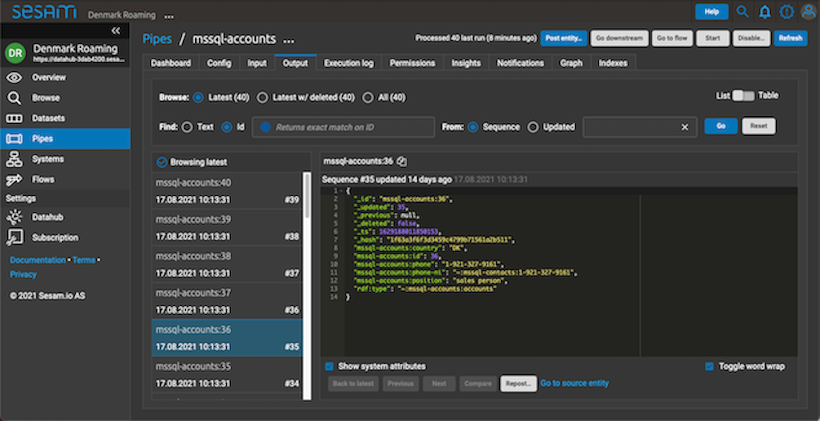 sesam Denmark Roaming ... Help
DR Denmark Roaming
https://datahub-3dab4200.sesa...
Overview
Browse
Datasets
Pipes
Systems
Flows
Settings
Datahub
Subscription
Documentation • Terms •
Privacy
© 2021 Sesam.io AS
Pipes / mssql-accounts ... Processed 40 last run (8 minutes ago) Post entity... Go downstream Go to flow Start Disable... Refresh
Dashboard Config Input Output Execution log Permissions Insights Notifications Graph Indexes
Browse: Latest (40) Latest w/ deleted (40) All (40) List Table
Find: Text Id Returns exact match on ID From: Sequence Updated Go Reset
Browsing latest
mssql-accounts:40
17.08.2021 10:13:31 #39
mssql-accounts:39
17.08.2021 10:13:31 #38
mssql-accounts:38
17.08.2021 10:13:31 #37
mssql-accounts:37
17.08.2021 10:13:31 #36
mssql-accounts:36
17.08.2021 10:13:31 #35
mssql-accounts:35
17.08.2021 10:13:31 #34
mssql-accounts:36
Sequence #35 updated 14 days ago 17.08.2021 10:13:31
1 {
2 "_id": "mssql-accounts:36",
3 "_updated": 35,
4 "_previous": null,
5 "_deleted": false,
6 "_ts": 1629188011850153,
7 "_hash": "1f63a3f6f3d3459c4799b71561a2b511",
8 "mssql-accounts:country": "DK",
9 "mssql-accounts:id": 36,
10 "mssql-accounts:phone": "1-921-327-9161",
11 "mssql-accounts:phone-ni": "~:mssql-contacts:1-921-327-9161",
12 "mssql-accounts:position": "sales person",
13 "rdf:type": "~:mssql-accounts:accounts"
14 }
Show system attributes Toggle word wrap
Back to latest Previous Next Compare Repost... Go to source entity